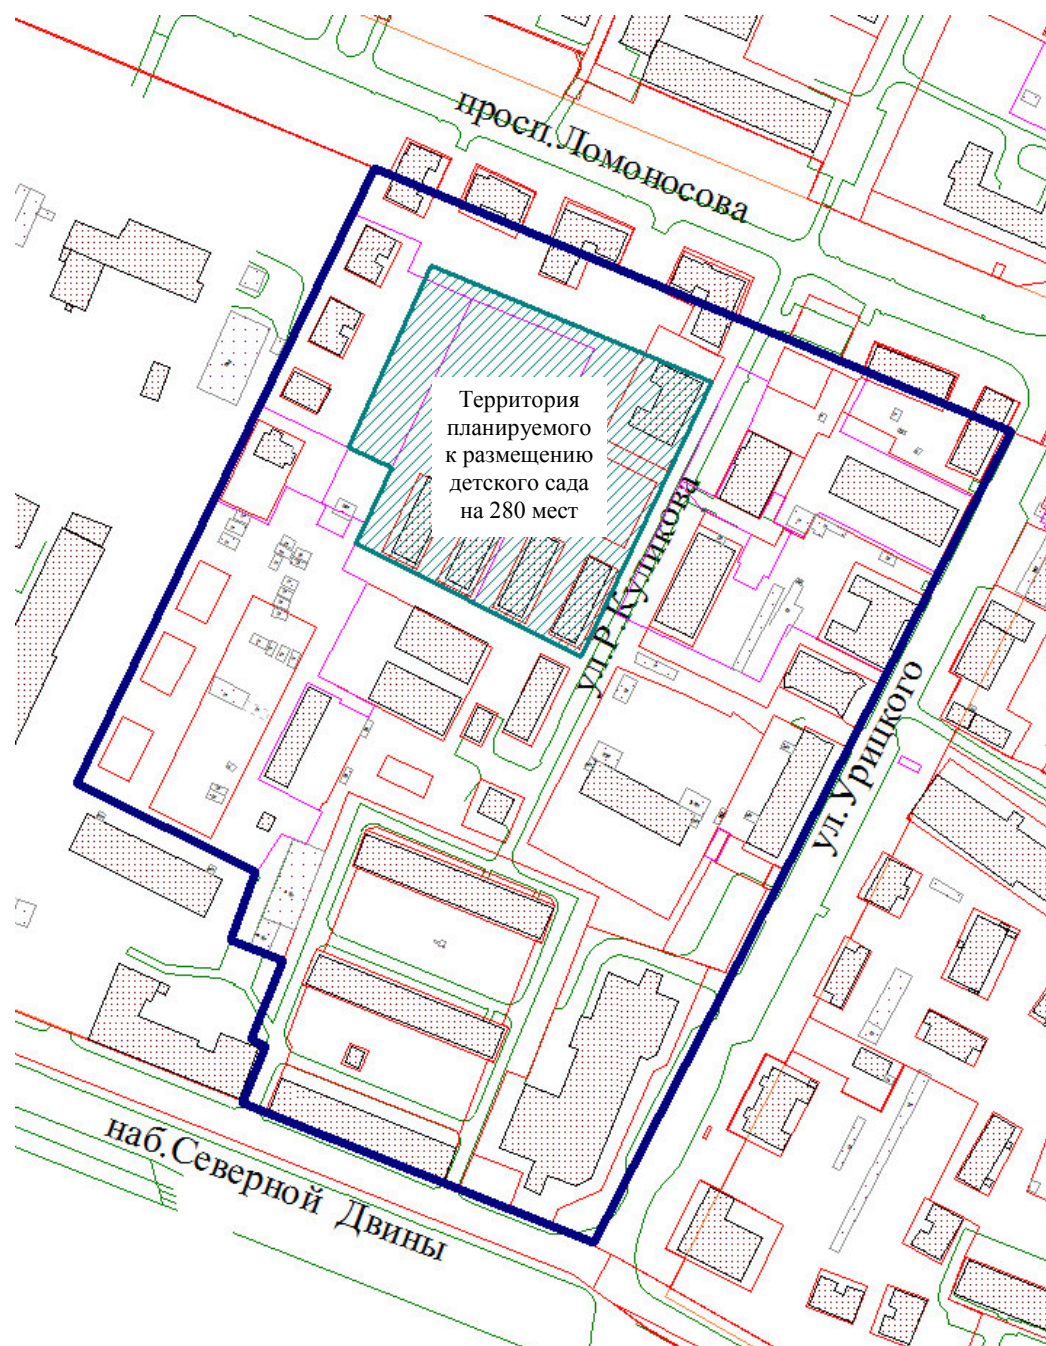 просп.Ломоносова
Территория
планируемого
к размещению
детского сада
на 280 мест
ул.Р.Куликова
ул.Урицкого
наб.Северной Двины